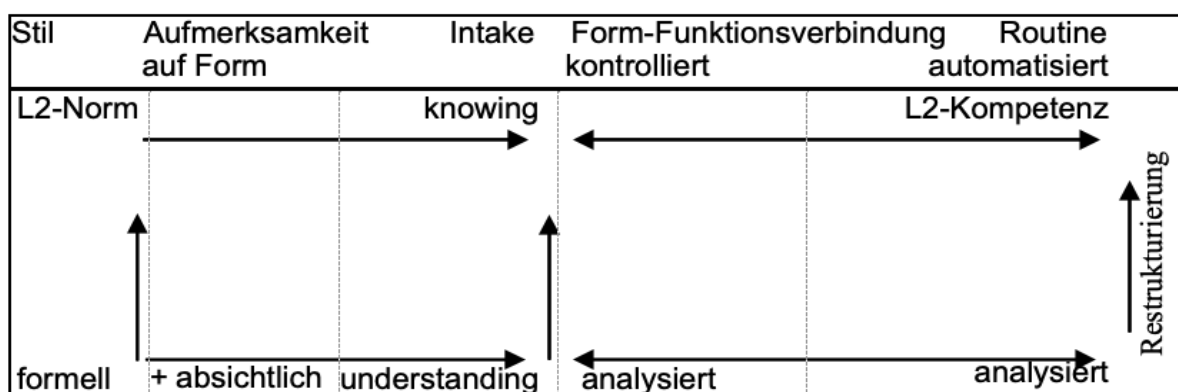 Stil Aufmerksamkeit Intake Form-Funktionsverbindung Routine
auf Form kontrolliert automatisiert
L2-Norm knowing L2-Kompetenz
Restrukturierung
formell + absichtlich understanding analysiert analysiert